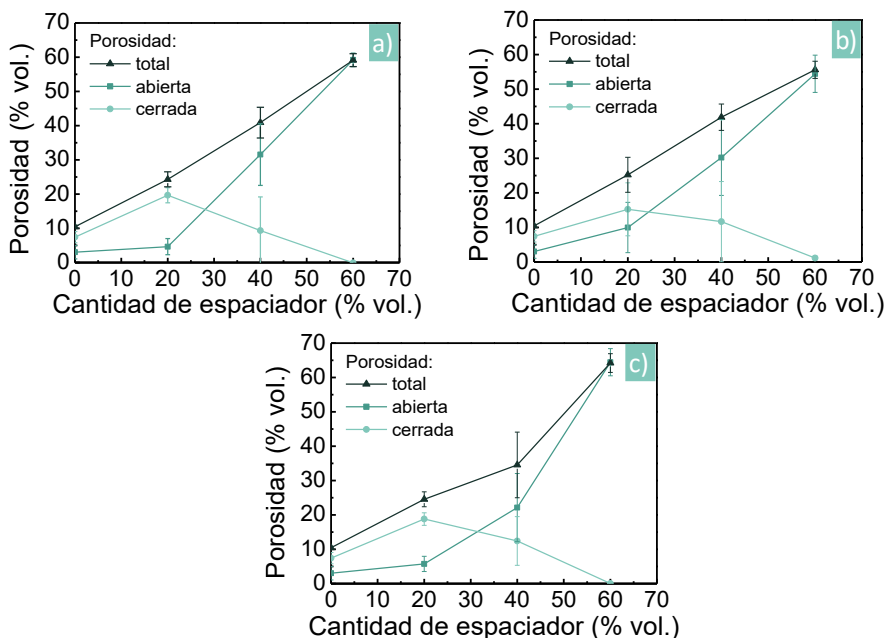 70
60
50
40
30
20
10
0
Porosidad (% vol.)
Porosidad:
total
abierta
cerrada
a)
0 10 20 30 40 50 60 70
Cantidad de espaciador (% vol.)
70
60
50
40
30
20
10
0
Porosidad (% vol.)
Porosidad:
total
abierta
cerrada
b)
0 10 20 30 40 50 60 70
Cantidad de espaciador (% vol.)
70
60
50
40
30
20
10
0
Porosidad (% vol.)
Porosidad:
total
abierta
cerrada
c)
0 10 20 30 40 50 60 70
Cantidad de espaciador (% vol.)